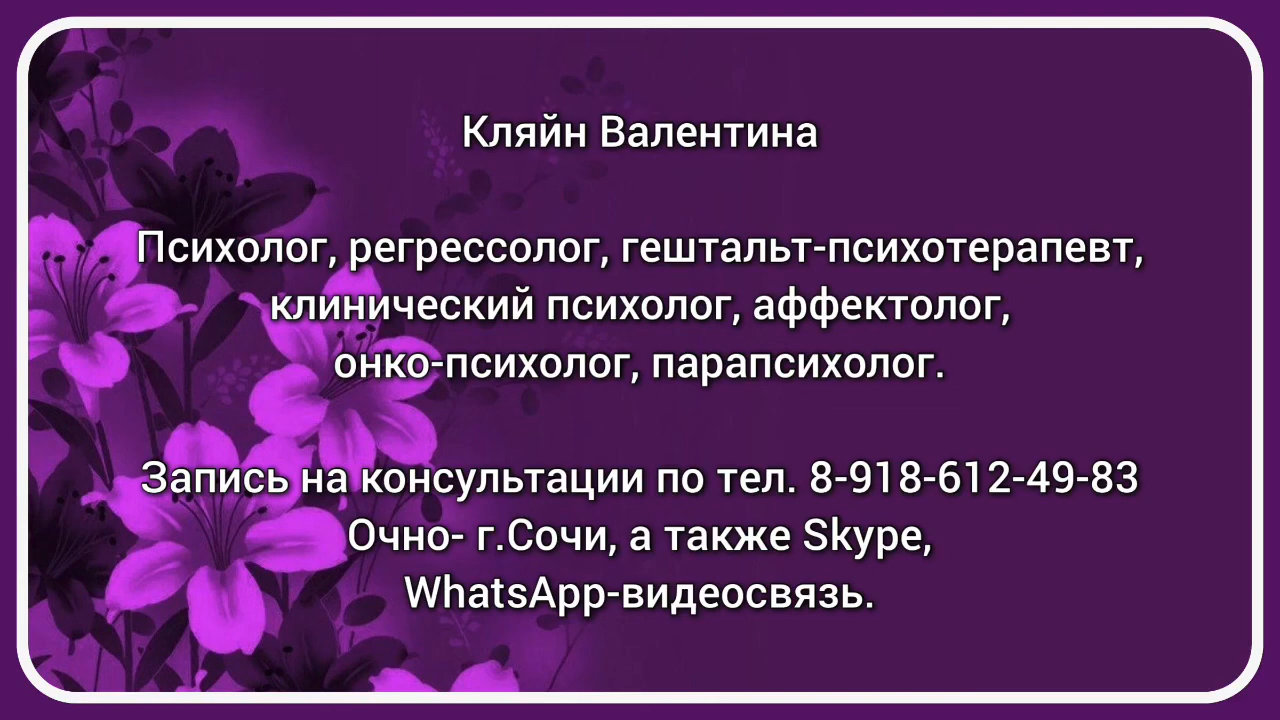 Кляйн Валентина
Психолог, регрессолог, гештальт-психотерапевт,
клинический психолог, аффектолог,
онко-психолог, парапсихолог.
Запись на консультации по тел. 8-918-612-49-83
Очно- г.Сочи, а также Skype,
WhatsApp-видеосвязь.